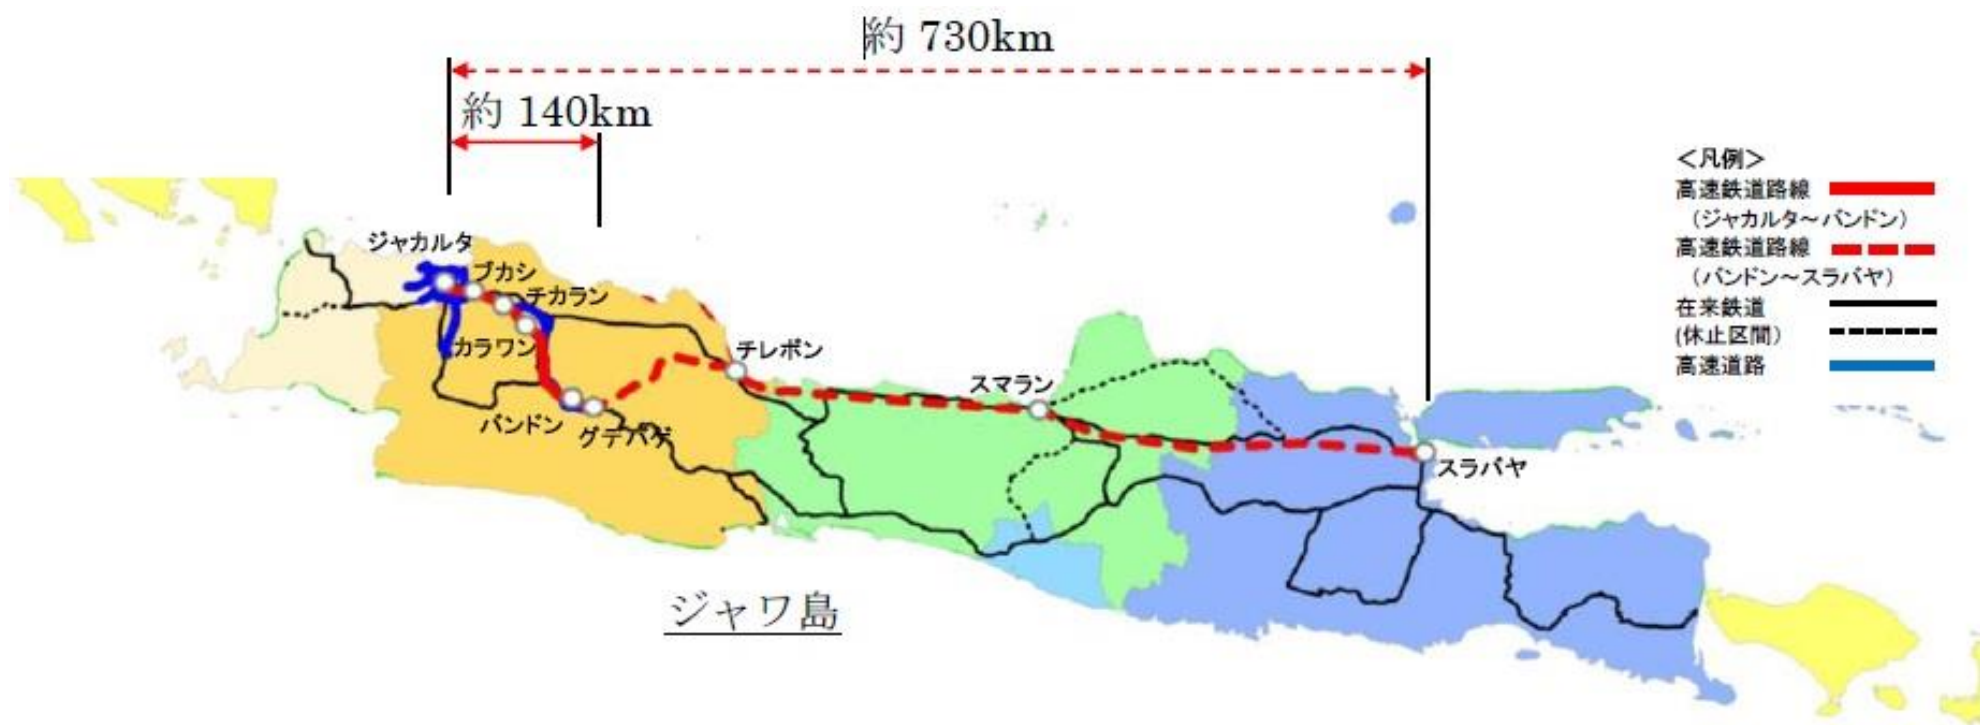 約 730km
約 140km
<凡例>
高速鉄道路線
(ジャカルタ~バンドン)
高速鉄道路線
(バンドン~スラバヤ)
在来鉄道
(休止区間)
高速道路
ジャカルタ
ブカシ
チカラン
カラワン
チレボン
スマラン
バンドン
グデバゲ
スラバヤ
ジャワ島